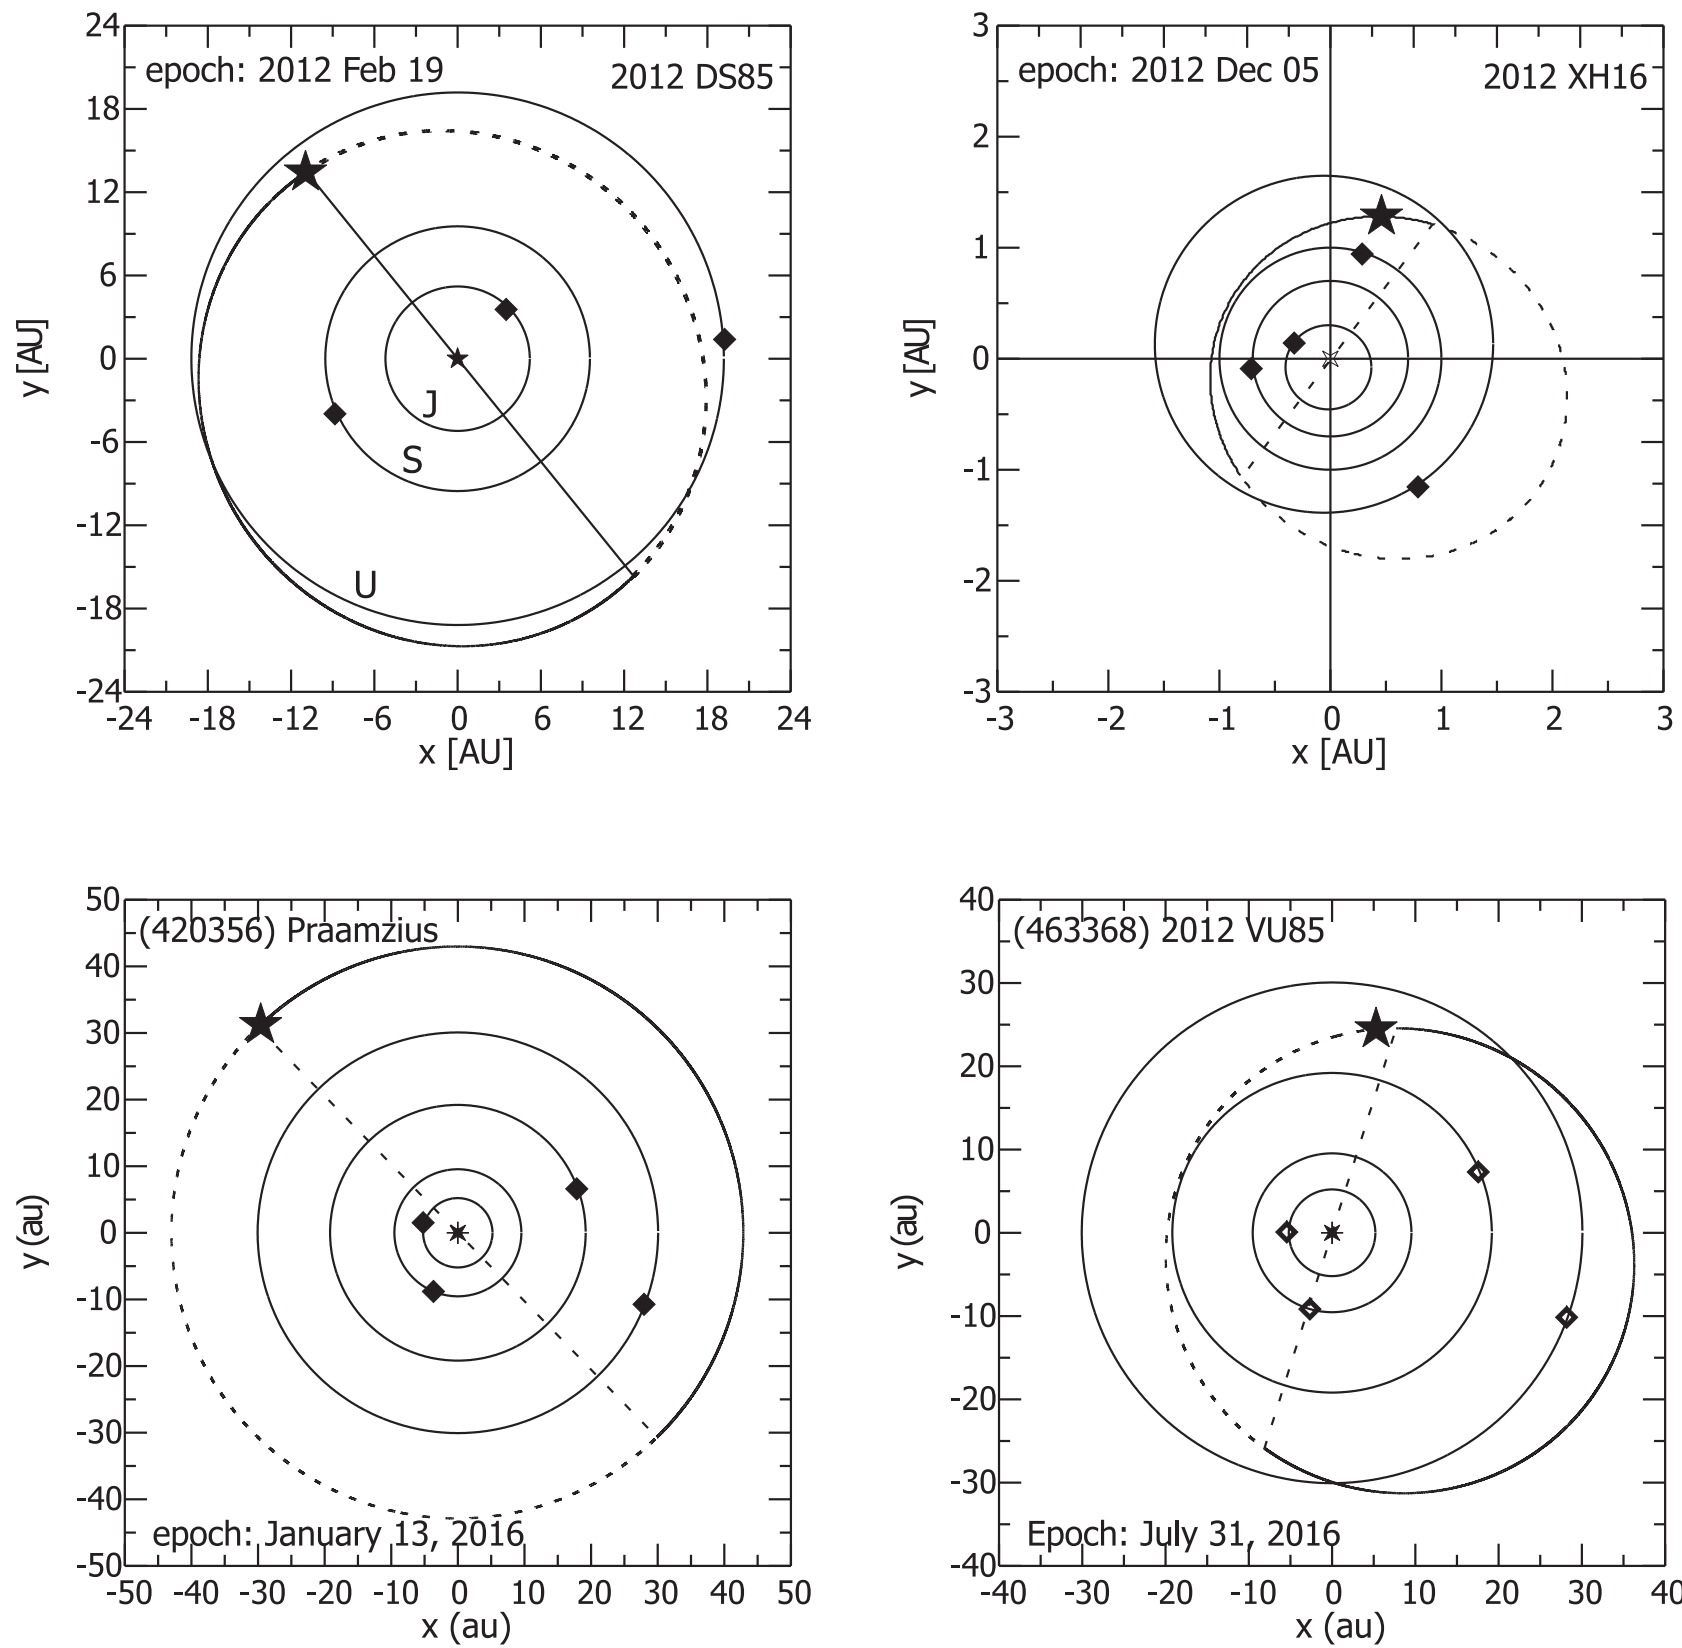 24
18
12
6
0
-6
-12
-18
-24
-24 -18 -12 -6 0 6 12 18 24
y [AU]
x [AU]
epoch: 2012 Feb 19
2012 DS85
J
S
U
3
2
1
0
-1
-2
-3
-3 -2 -1 0 1 2 3
y [AU]
x [AU]
epoch: 2012 Dec 05
2012 XH16
50
40
30
20
10
0
-10
-20
-30
-40
-50
-50 -40 -30 -20 -10 0 10 20 30 40 50
y (au)
x (au)
(420356) Praamzius
epoch: January 13, 2016
40
30
20
10
0
-10
-20
-30
-40
-40 -30 -20 -10 0 10 20 30 40
y (au)
x (au)
(463368) 2012 VU85
Epoch: July 31, 2016